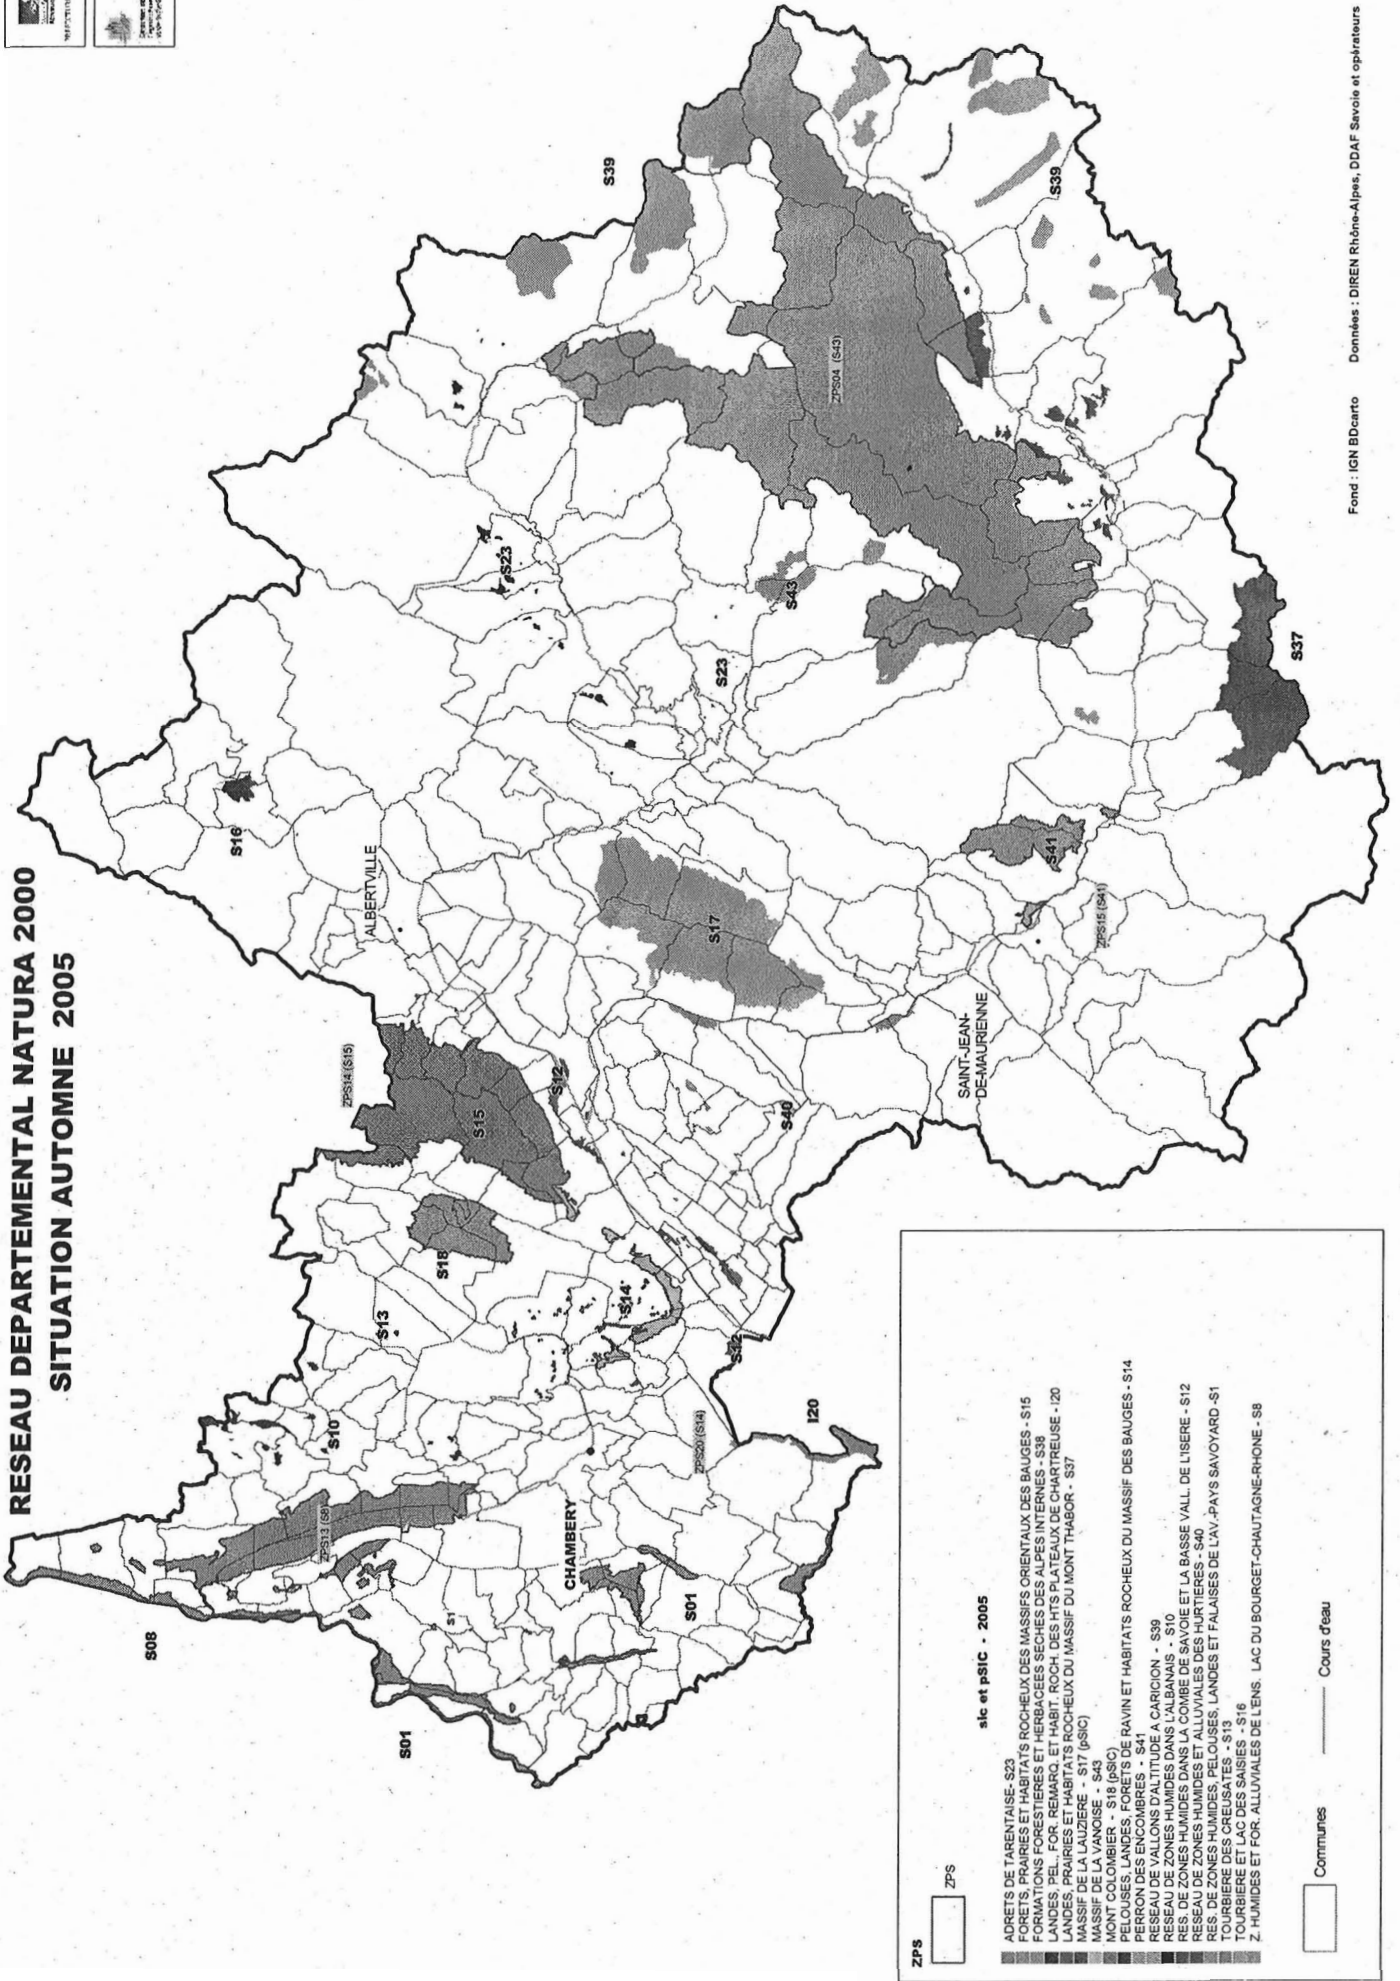 RESEAU DEPARTEMENTAL NATURA 2000
SITUATION AUTOMNE 2005
S08
S01
S1
ZPS13 (S8)
S10
S13
S18
CHAMBERY
S01
ZPS20 (S14)
I20
S14
S12
ZPS14 (S15)
S15
S12
S40
ALBERTVILLE
S16
S17
S23
S23
S43
ZPS04 (S43)
S39
S39
SAINT-JEAN-
DE-MAURIENNE
S41
ZPS15 (S41)
S37
ZPS
ZPS
sic et pSIC - 2005
ADRETS DE TARENTAISE- S23
FORETS, PRAIRIES ET HABITATS ROCHEUX DES MASSIFS ORIENTAUX DES BAUGES - S15
FORMATIONS FORESTIERES ET HERBACEES SECHES DES ALPES INTERNES - S38
LANDES, PEL., FOR. REMARQ. ET HABIT. ROCH. DES HTS PLATEAUX DE CHARTREUSE - I20
LANDES, PRAIRIES ET HABITATS ROCHEUX DU MASSIF DU MONT THABOR - S37
MASSIF DE LA LAUZIERE - S17 (pSIC)
MASSIF DE LA VANOISE - S43
MONT COLOMBIER - S18 (pSIC)
PELOUSES, LANDES, FORETS DE RAVIN ET HABITATS ROCHEUX DU MASSIF DES BAUGES - S14
PERRON DES ENCOMBRES - S41
RESEAU DE VALLONS D'ALTITUDE A CARICION - S39
RESEAU DE ZONES HUMIDES DANS L'ALBANAIS - S10
RES. DE ZONES HUMIDES DANS LA COMBE DE SAVOIE ET LA BASSE VALL. DE L'ISERE - S12
RESEAU DE ZONES HUMIDES ET ALLUVIALES DES HURTIERES - S40
RES. DE ZONES HUMIDES, PELOUSES, LANDES ET FALAISES DE L'AV.-PAYS SAVOYARD -S1
TOURBIERE DES CREUSATES - S13
TOURBIERE ET LAC DES SAISIES - S16
Z. HUMIDES ET FOR. ALLUVIALES DE L'ENS. LAC DU BOURGET-CHAUTAGNE-RHONE - S8
Communes
Cours d'eau
Fond : IGN BDcarto
Données : DIREN Rhône-Alpes, DDAF Savoie et opérateurs